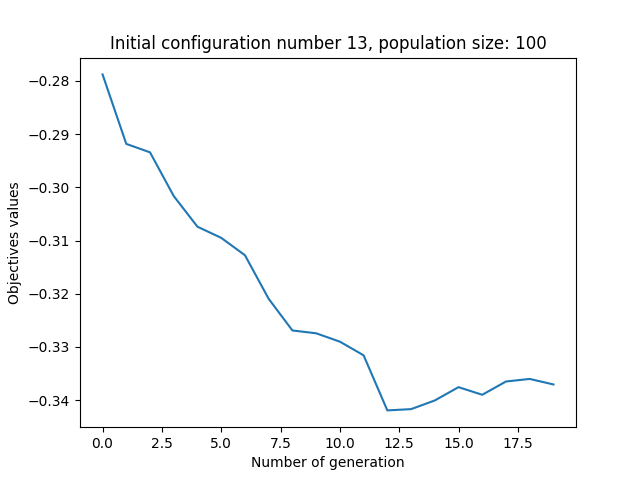 Initial configuration number 13, population size: 100
Objectives values
−0.28
−0.29
−0.30
−0.31
−0.32
−0.33
−0.34
0.0 2.5 5.0 7.5 10.0 12.5 15.0 17.5
Number of generation